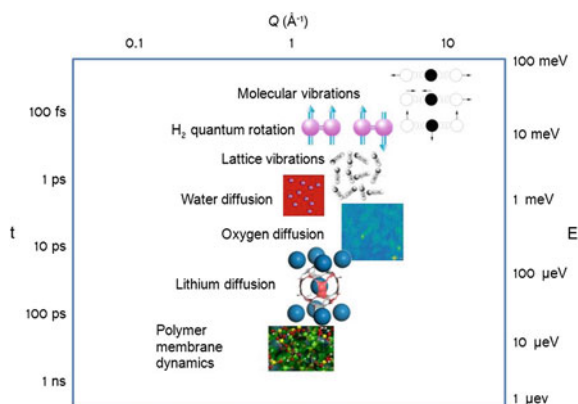 Q (Å⁻¹)
0.1 1 10
100 meV
Molecular vibrations
100 fs
H₂ quantum rotation
10 meV
Lattice vibrations
1 ps
Water diffusion
1 meV
t
Oxygen diffusion
E
10 ps
Lithium diffusion
100 µeV
100 ps
Polymer
membrane
dynamics
10 µeV
1 ns
1 µev